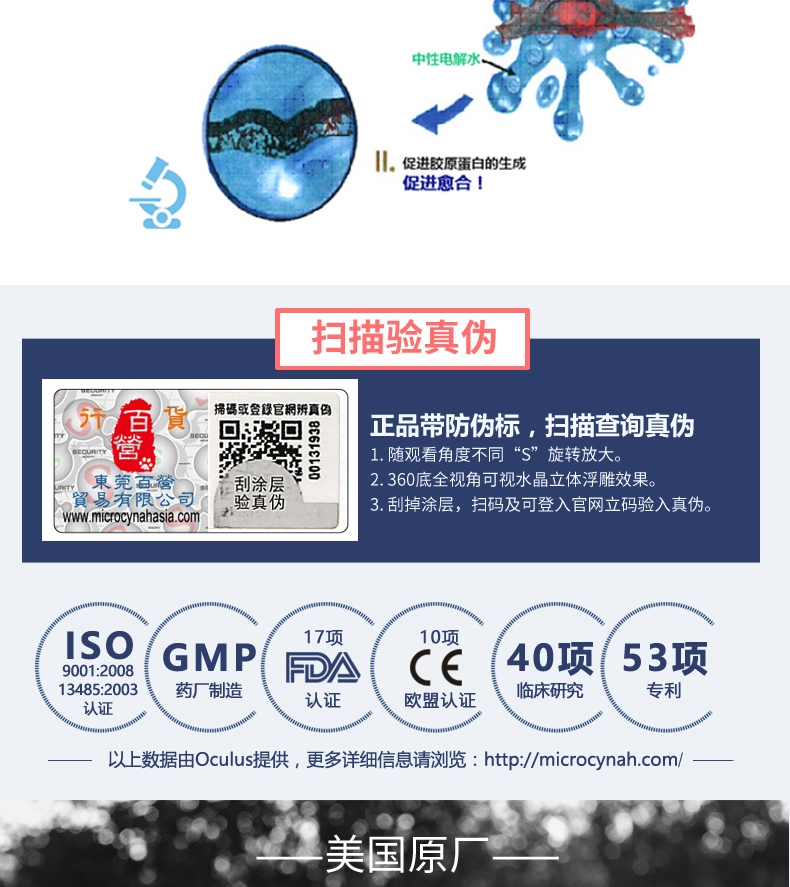 中性电解水
II. 促进胶原蛋白的生成
促进愈合！
扫描验真伪
行百貨
營
東莞百營
貿易有限公司
www.microcynahasia.com
掃碼或登錄官網辨真偽
00131938
刮涂层
验真伪
SECURITY
SECURITY
正品带防伪标，扫描查询真伪
1. 随观看角度不同“S”旋转放大。
2. 360底全视角可视水晶立体浮雕效果。
3. 刮掉涂层，扫码及可登入官网立码验入真伪。
ISO
9001:2008
13485:2003
认证
GMP
药厂制造
17项
FDA
认证
10项
CE
欧盟认证
40项
临床研究
53项
专利
以上数据由Oculus提供，更多详细信息请浏览：http://microcynah.com/
美国原厂